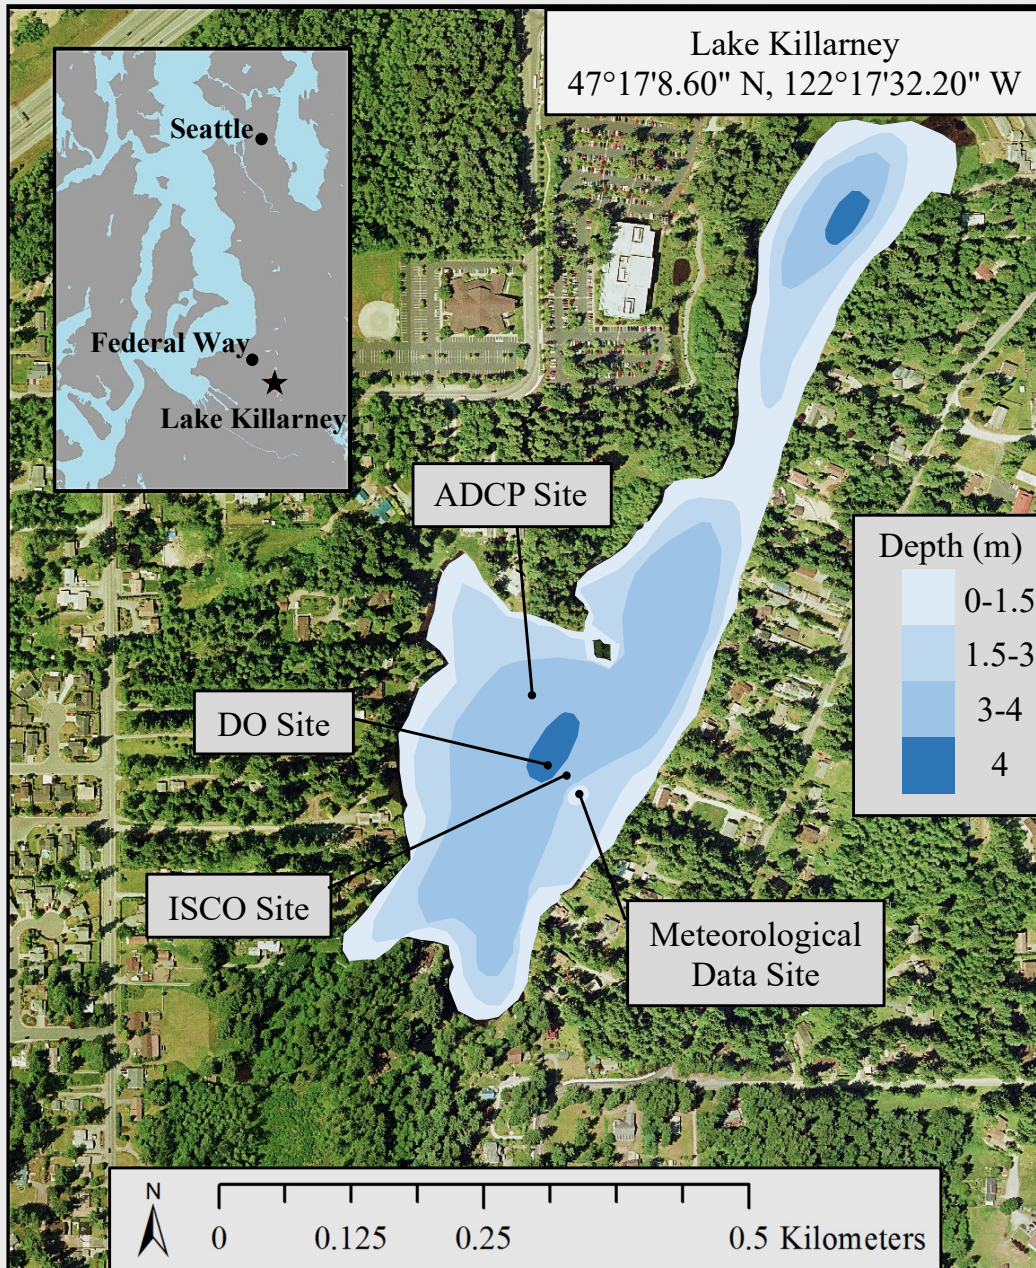 Lake Killarney
47°17'8.60" N, 122°17'32.20" W
Seattle
Federal Way
Lake Killarney
ADCP Site
Depth (m)
0-1.5
1.5-3
3-4
4
DO Site
ISCO Site
Meteorological
Data Site
N
0 0.125 0.25 0.5 Kilometers